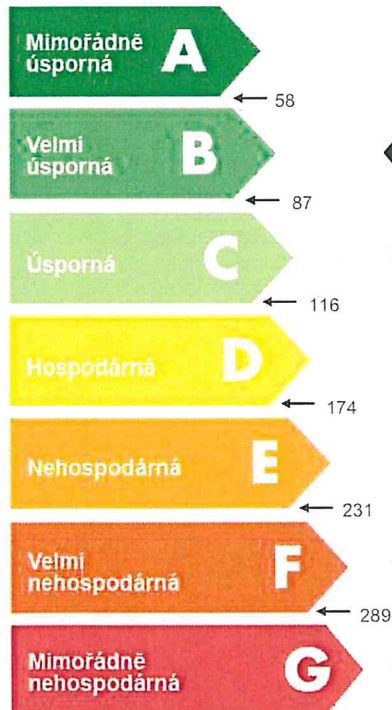 Mimořádně
úsporná A
58
Velmi
úsporná B
87
Úsporná C
116
Hospodárná D
174
Nehospodárná E
231
Velmi
nehospodárná F
289
Mimořádně
nehospodárná G